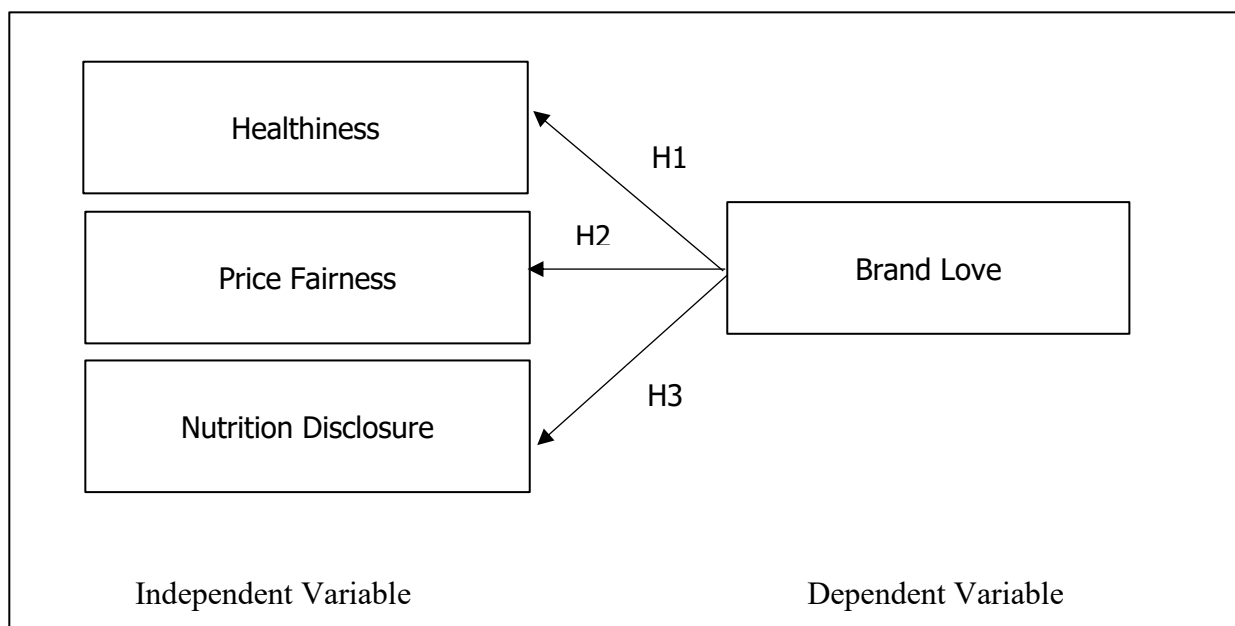 Healthiness
H1
H2
Price Fairness
Brand Love
H3
Nutrition Disclosure
Independent Variable
Dependent Variable